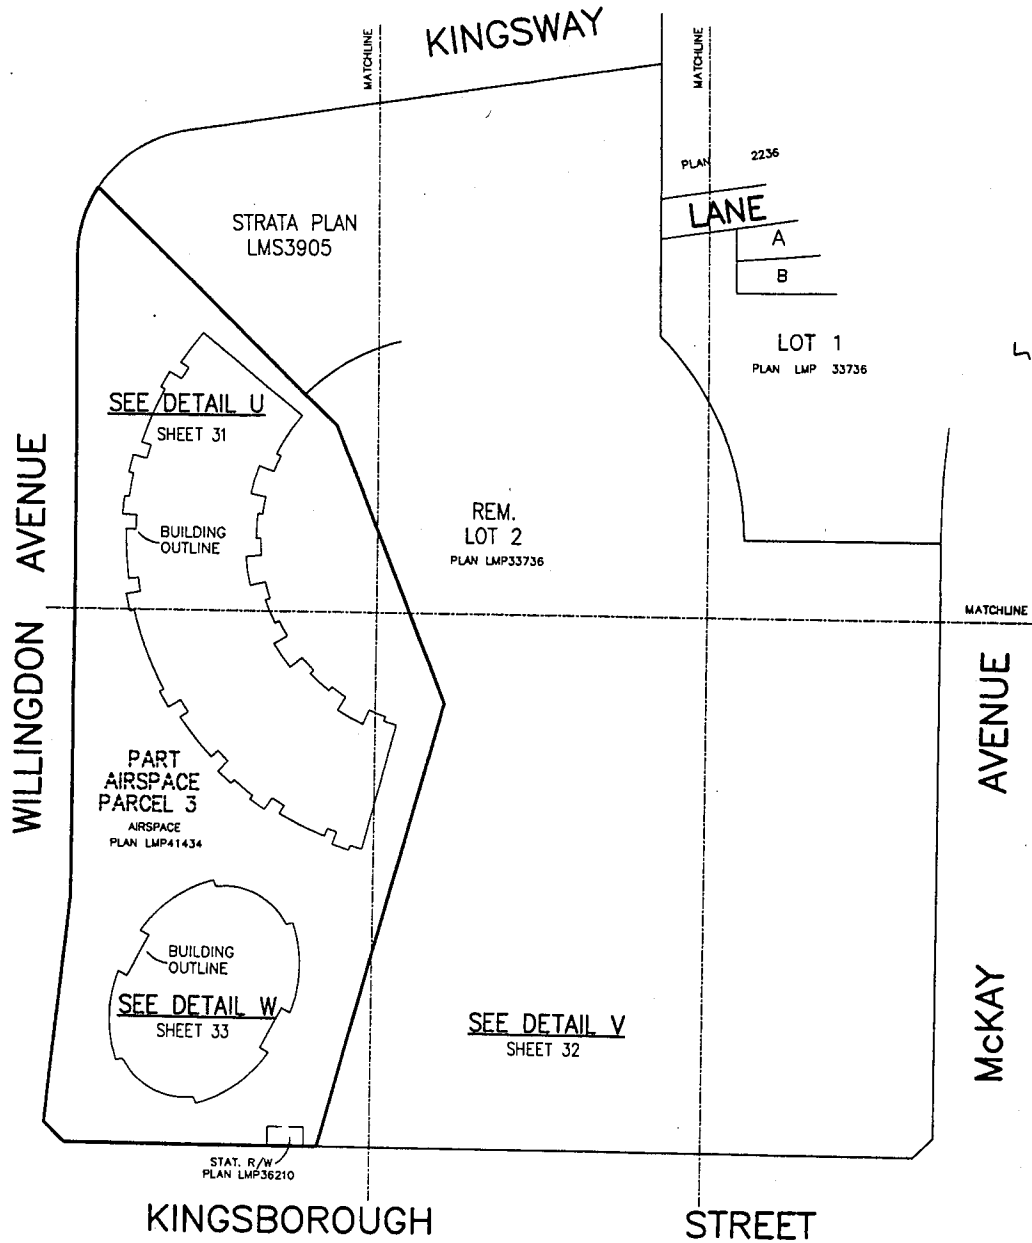 KINGSWAY
MATCHLINE
MATCHLINE
PLAN 2236
LANE
A
B
STRATA PLAN
LMS3905
LOT 1
PLAN LMP 33736
SEE DETAIL U
SHEET 31
WILLINGDON AVENUE
BUILDING
OUTLINE
REM.
LOT 2
PLAN LMP33736
MATCHLINE
PART
AIRSPACE
PARCEL 3
AIRSPACE
PLAN LMP41434
McKAY AVENUE
BUILDING
OUTLINE
SEE DETAIL W
SHEET 33
SEE DETAIL V
SHEET 32
STAT. R/W
PLAN LMP36210
KINGSBOROUGH STREET